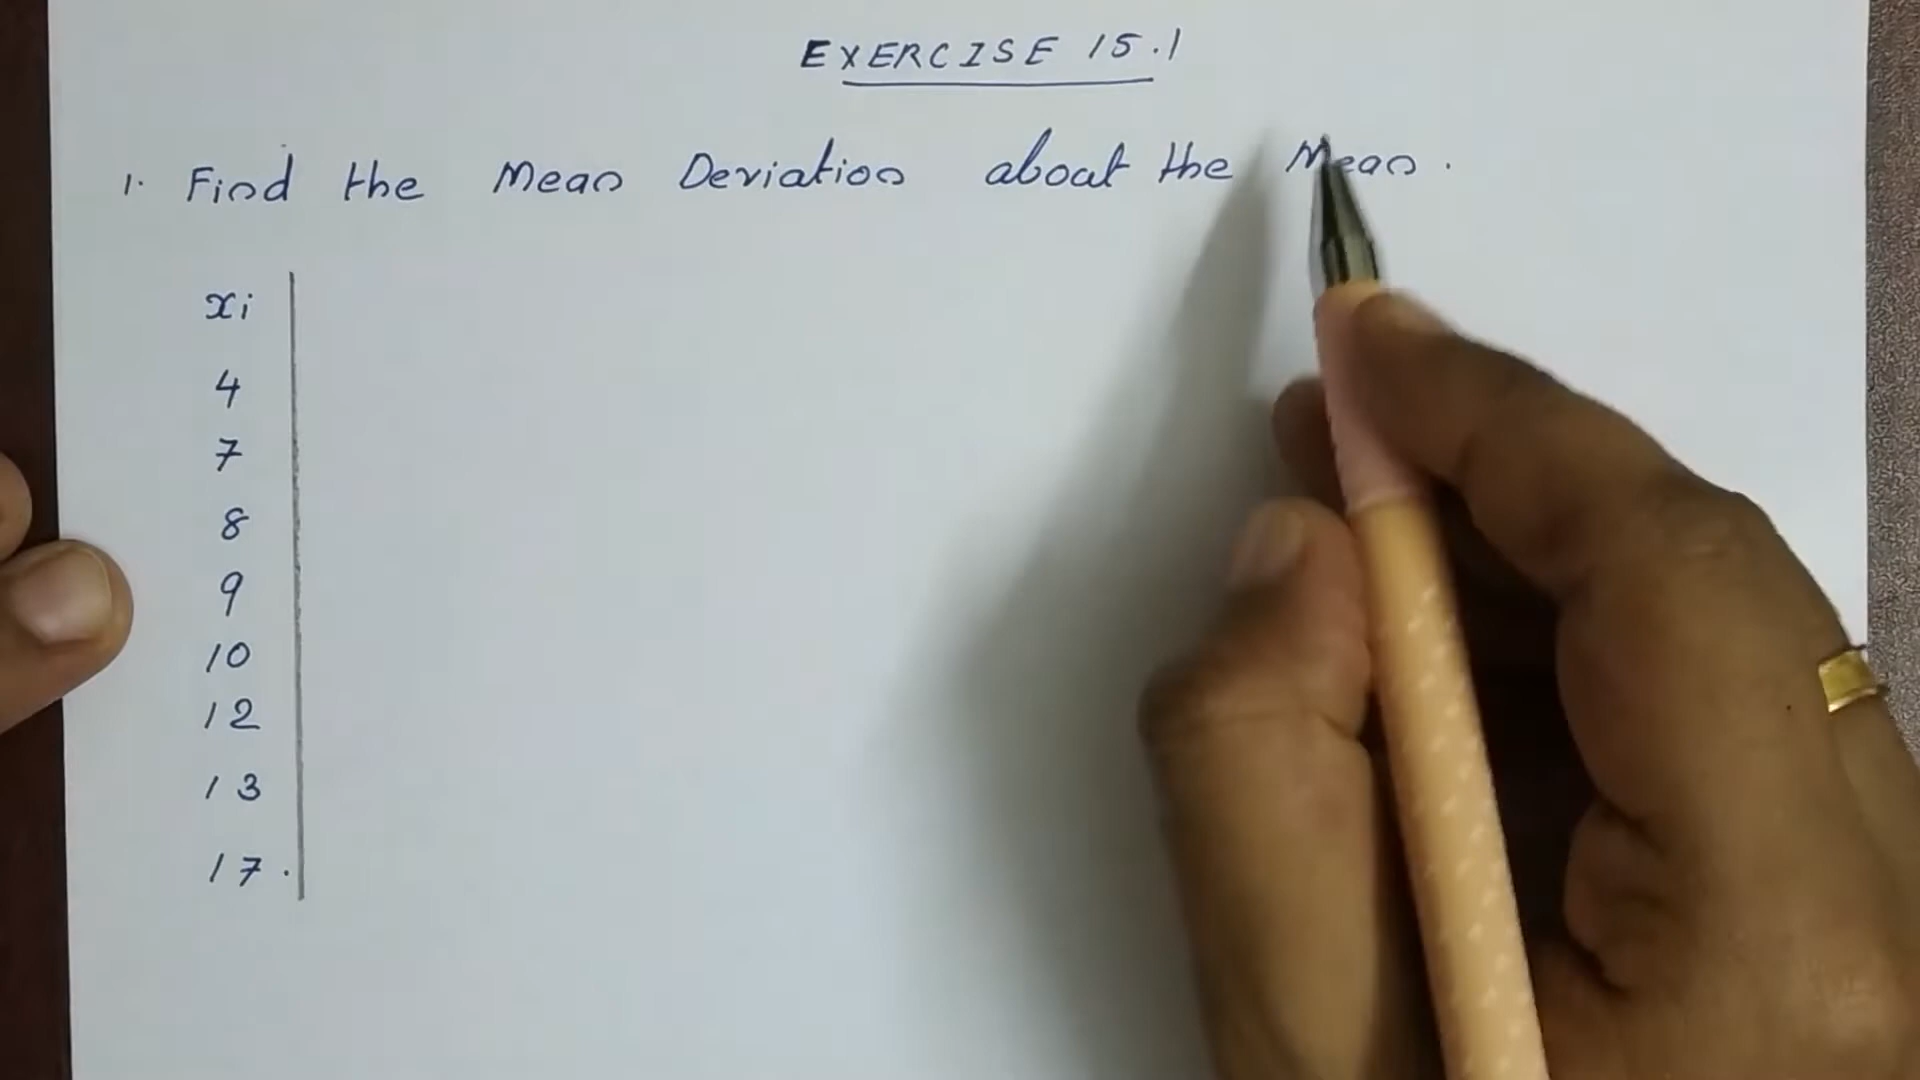 EXERCISE 15.1
1. Find the Mean Deviation about the Mean.
xi
4
7
8
9
10
12
13
17.